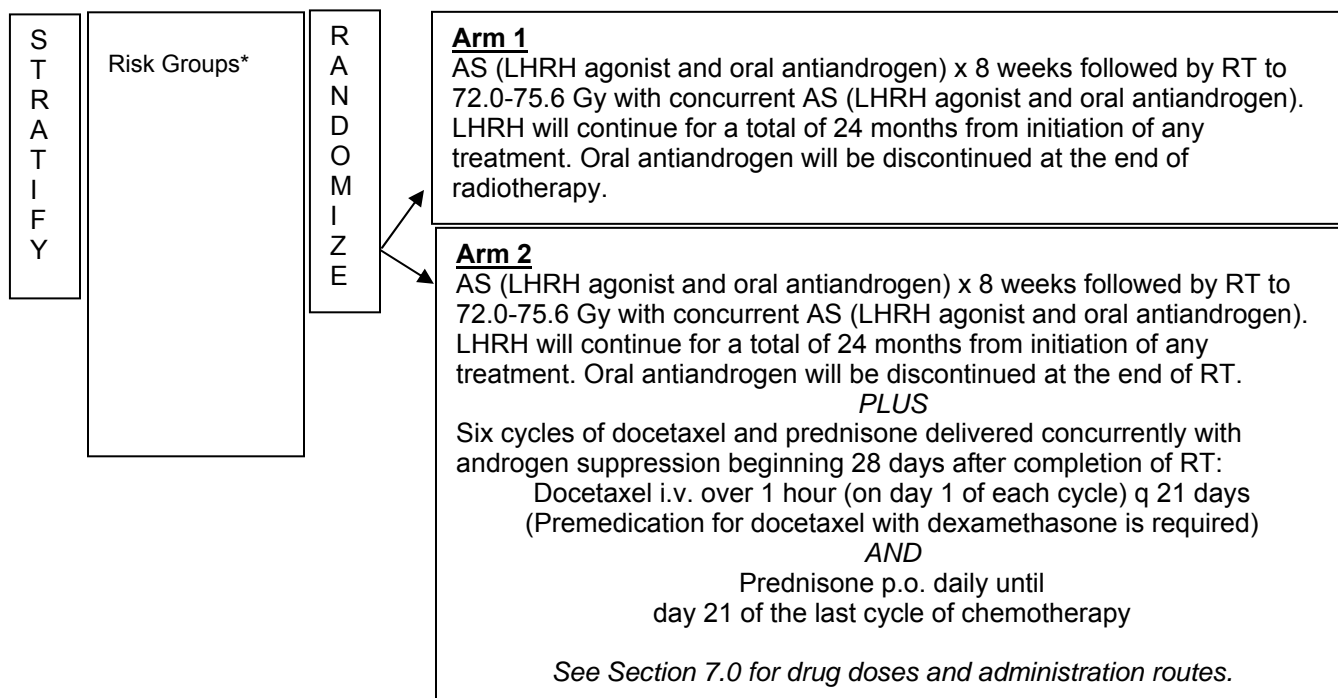 S
T
R
A
T
I
F
Y
Risk Groups*
R
A
N
D
O
M
I
Z
E
Arm 1
AS (LHRH agonist and oral antiandrogen) x 8 weeks followed by RT to
72.0-75.6 Gy with concurrent AS (LHRH agonist and oral antiandrogen).
LHRH will continue for a total of 24 months from initiation of any
treatment. Oral antiandrogen will be discontinued at the end of
radiotherapy.
Arm 2
AS (LHRH agonist and oral antiandrogen) x 8 weeks followed by RT to
72.0-75.6 Gy with concurrent AS (LHRH agonist and oral antiandrogen).
LHRH will continue for a total of 24 months from initiation of any
treatment. Oral antiandrogen will be discontinued at the end of RT.
PLUS
Six cycles of docetaxel and prednisone delivered concurrently with
androgen suppression beginning 28 days after completion of RT:
Docetaxel i.v. over 1 hour (on day 1 of each cycle) q 21 days
(Premedication for docetaxel with dexamethasone is required)
AND
Prednisone p.o. daily until
day 21 of the last cycle of chemotherapy
See Section 7.0 for drug doses and administration routes.